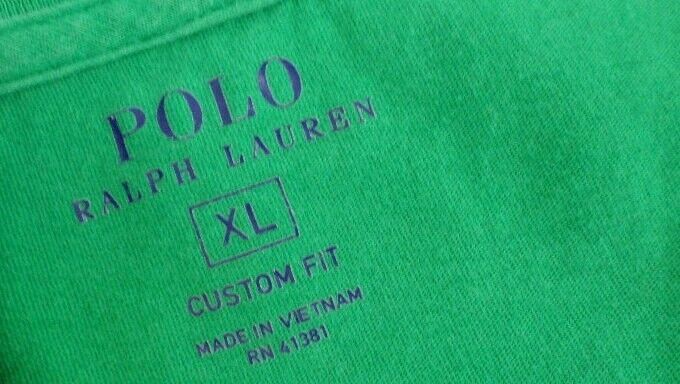 POLO
RALPH LAUREN
XL
CUSTOM FIT
MADE IN VIETNAM
RN 41381